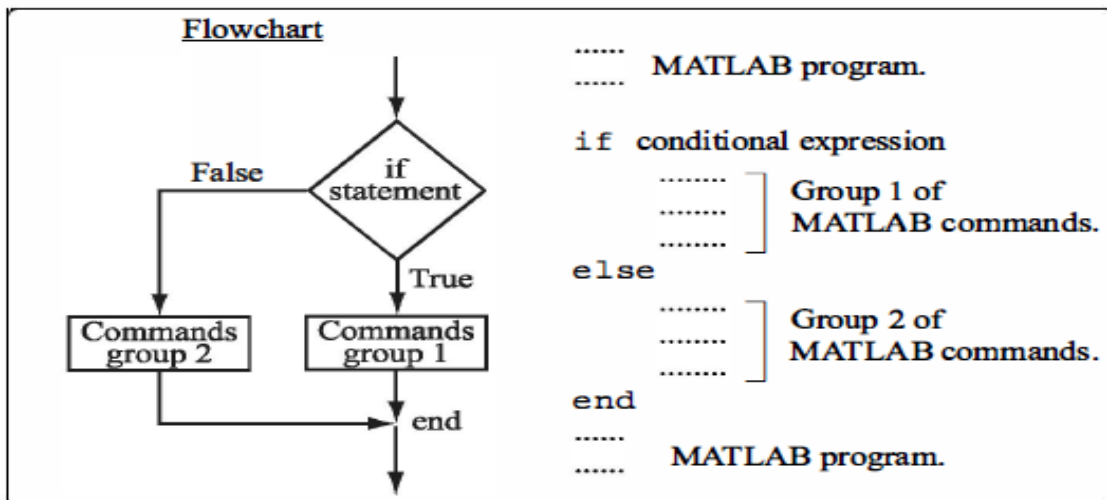 Flowchart
if
statement
False
True
Commands
group 2
Commands
group 1
end
...... MATLAB program.
......
if conditional expression
........ Group 1 of
........ MATLAB commands.
........
else
........ Group 2 of
........ MATLAB commands.
........
end
...... MATLAB program.
......